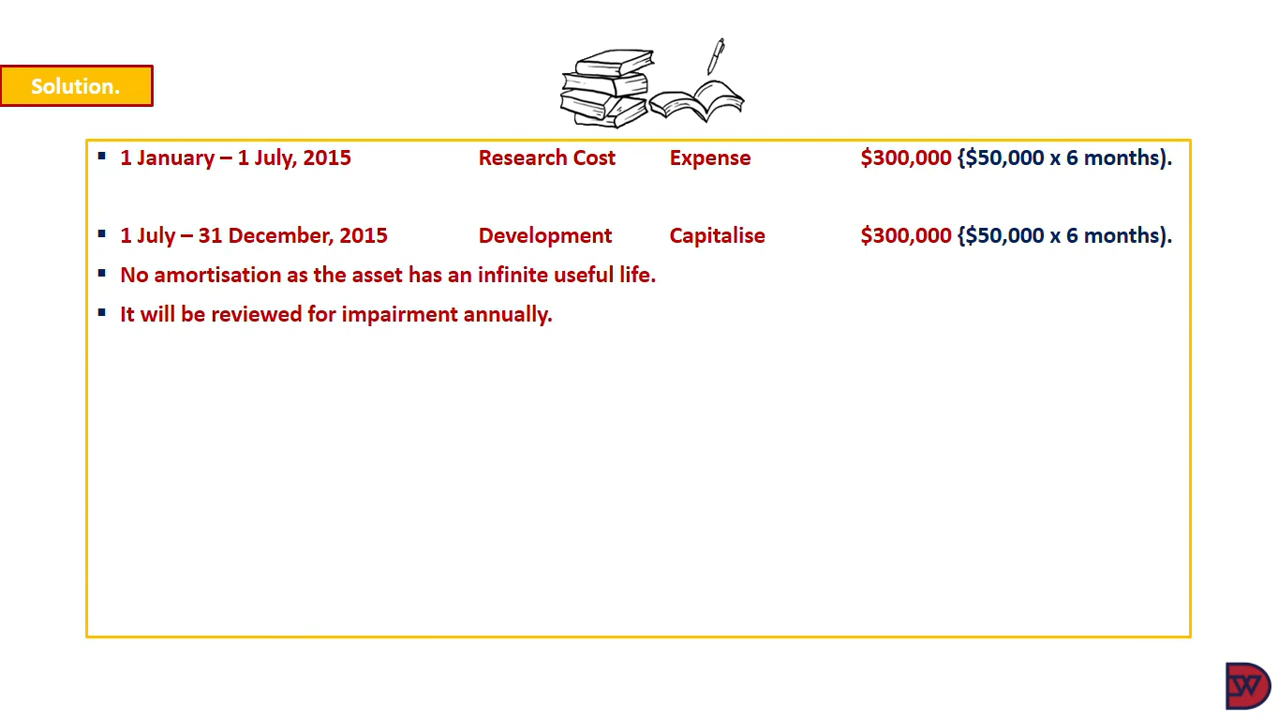 Solution.
▪ 1 January – 1 July, 2015 Research Cost Expense $300,000 {$50,000 x 6 months).
▪ 1 July – 31 December, 2015 Development Capitalise $300,000 {$50,000 x 6 months).
▪ No amortisation as the asset has an infinite useful life.
▪ It will be reviewed for impairment annually.
DW